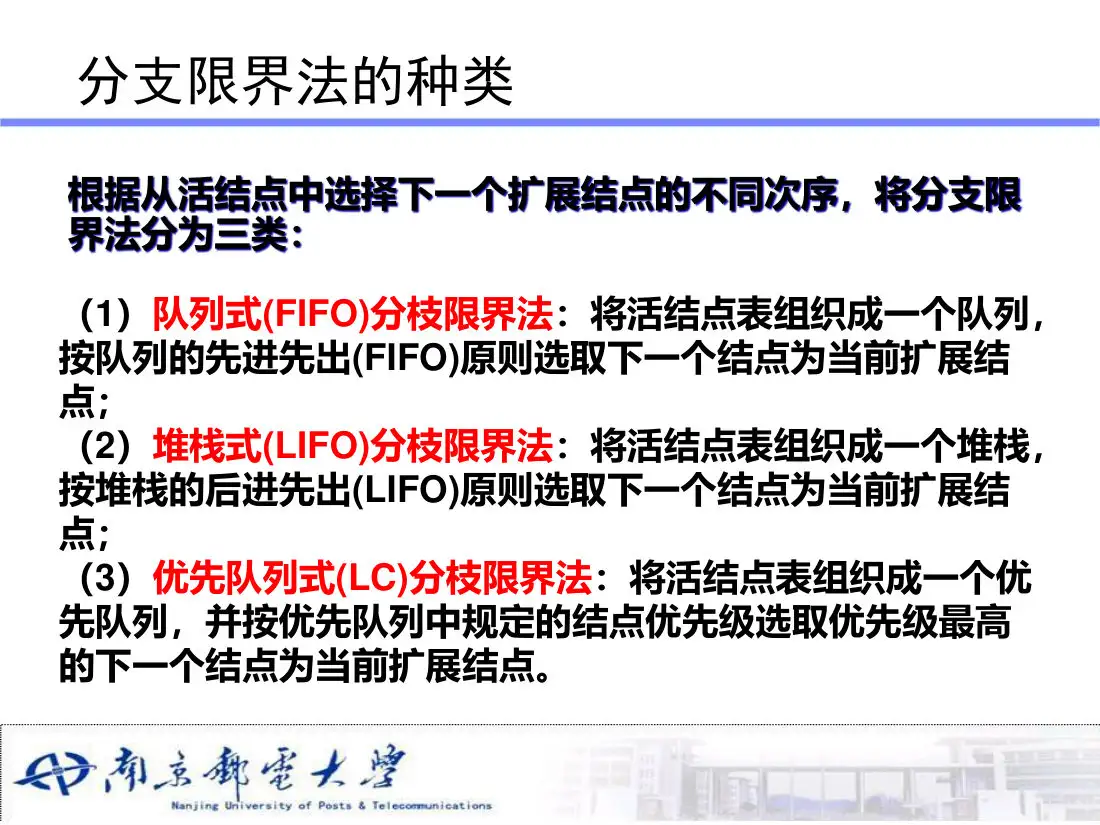 分支限界法的种类
根据从活结点中选择下一个扩展结点的不同次序，将分支限
界法分为三类：
（1）队列式(FIFO)分枝限界法：将活结点表组织成一个队列，
按队列的先进先出(FIFO)原则选取下一个结点为当前扩展结
点；
（2）堆栈式(LIFO)分枝限界法：将活结点表组织成一个堆栈，
按堆栈的后进先出(LIFO)原则选取下一个结点为当前扩展结
点；
（3）优先队列式(LC)分枝限界法：将活结点表组织成一个优
先队列，并按优先队列中规定的结点优先级选取优先级最高
的下一个结点为当前扩展结点。
南京郵電大學
Nanjing University of Posts & Telecommunications